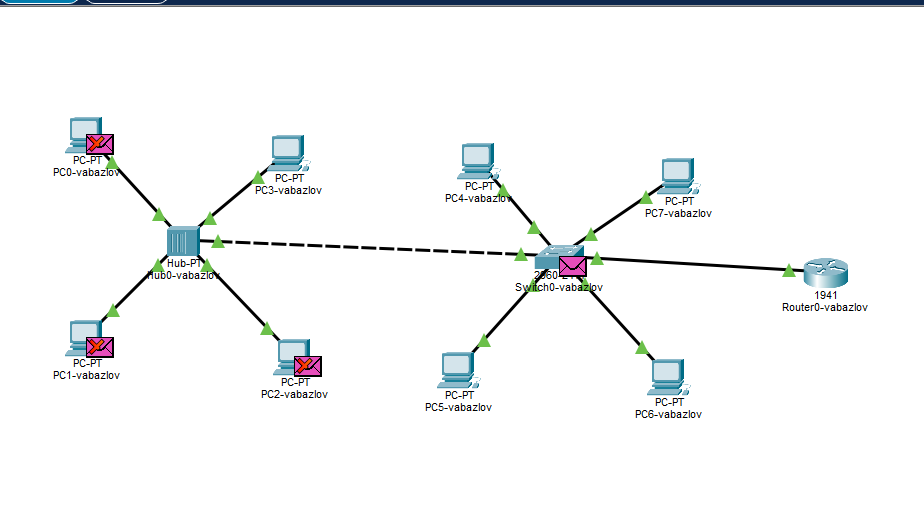 PC-PT
PC0-vabazlov
PC-PT
PC3-vabazlov
PC-PT
PC4-vabazlov
PC-PT
PC7-vabazlov
Hub-PT
Hub0-vabazlov
Switch0-vabazlov
1941
Router0-vabazlov
PC-PT
PC1-vabazlov
PC-PT
PC2-vabazlov
PC-PT
PC5-vabazlov
PC-PT
PC6-vabazlov